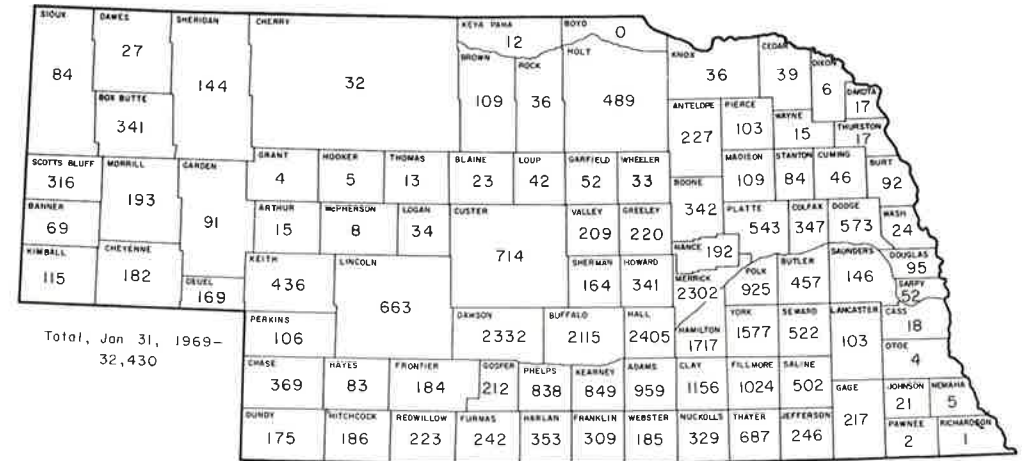 SIOUX 84
DAWES 27
SHERIDAN 144
CHERRY 32
KEYA PAHA 12
BOYD 0
BROWN 109
ROCK 36
HOLT 489
KNOX 36
CEDAR 39
DIXON 6
DAKOTA 17
BOX BUTTE 341
ANTELOPE 227
PIERCE 103
WAYNE 15
THURSTON 17
SCOTTS BLUFF 316
MORRILL 193
GARDEN 91
GRANT 4
HOOKER 5
THOMAS 13
BLAINE 23
LOUP 42
GARFIELD 52
WHEELER 33
BOONE 342
MADISON 109
STANTON 84
CUMING 46
BURT 92
BANNER 69
ARTHUR 15
McPHERSON 8
LOGAN 34
CUSTER 714
VALLEY 209
GREELEY 220
PLATTE 543
COLFAX 347
DODGE 573
WASH 24
KIMBALL 115
CHEYENNE 182
DEUEL 169
KEITH 436
LINCOLN 663
SHERMAN 164
HOWARD 341
NANCE 192
MERRICK 2302
POLK 925
BUTLER 457
SAUNDERS 146
DOUGLAS 95
SARPY 52
PERKINS 106
DAWSON 2332
BUFFALO 2115
HALL 2405
HAMILTON 1717
YORK 1577
SEWARD 522
LANCASTER 103
CASS 18
OTOE 4
Total, Jan 31, 1969-
32,430
CHASE 369
HAYES 83
FRONTIER 184
GOSPER 212
PHELPS 838
KEARNEY 849
ADAMS 959
CLAY 1156
FILLMORE 1024
SALINE 502
GAGE 217
JOHNSON 21
NEMAHA 5
DUNDY 175
HITCHCOCK 186
REDWILLOW 223
FURNAS 242
HARLAN 353
FRANKLIN 309
WEBSTER 185
NUCKOLLS 329
THAYER 687
JEFFERSON 246
PAWNEE 2
RICHARDSON 1